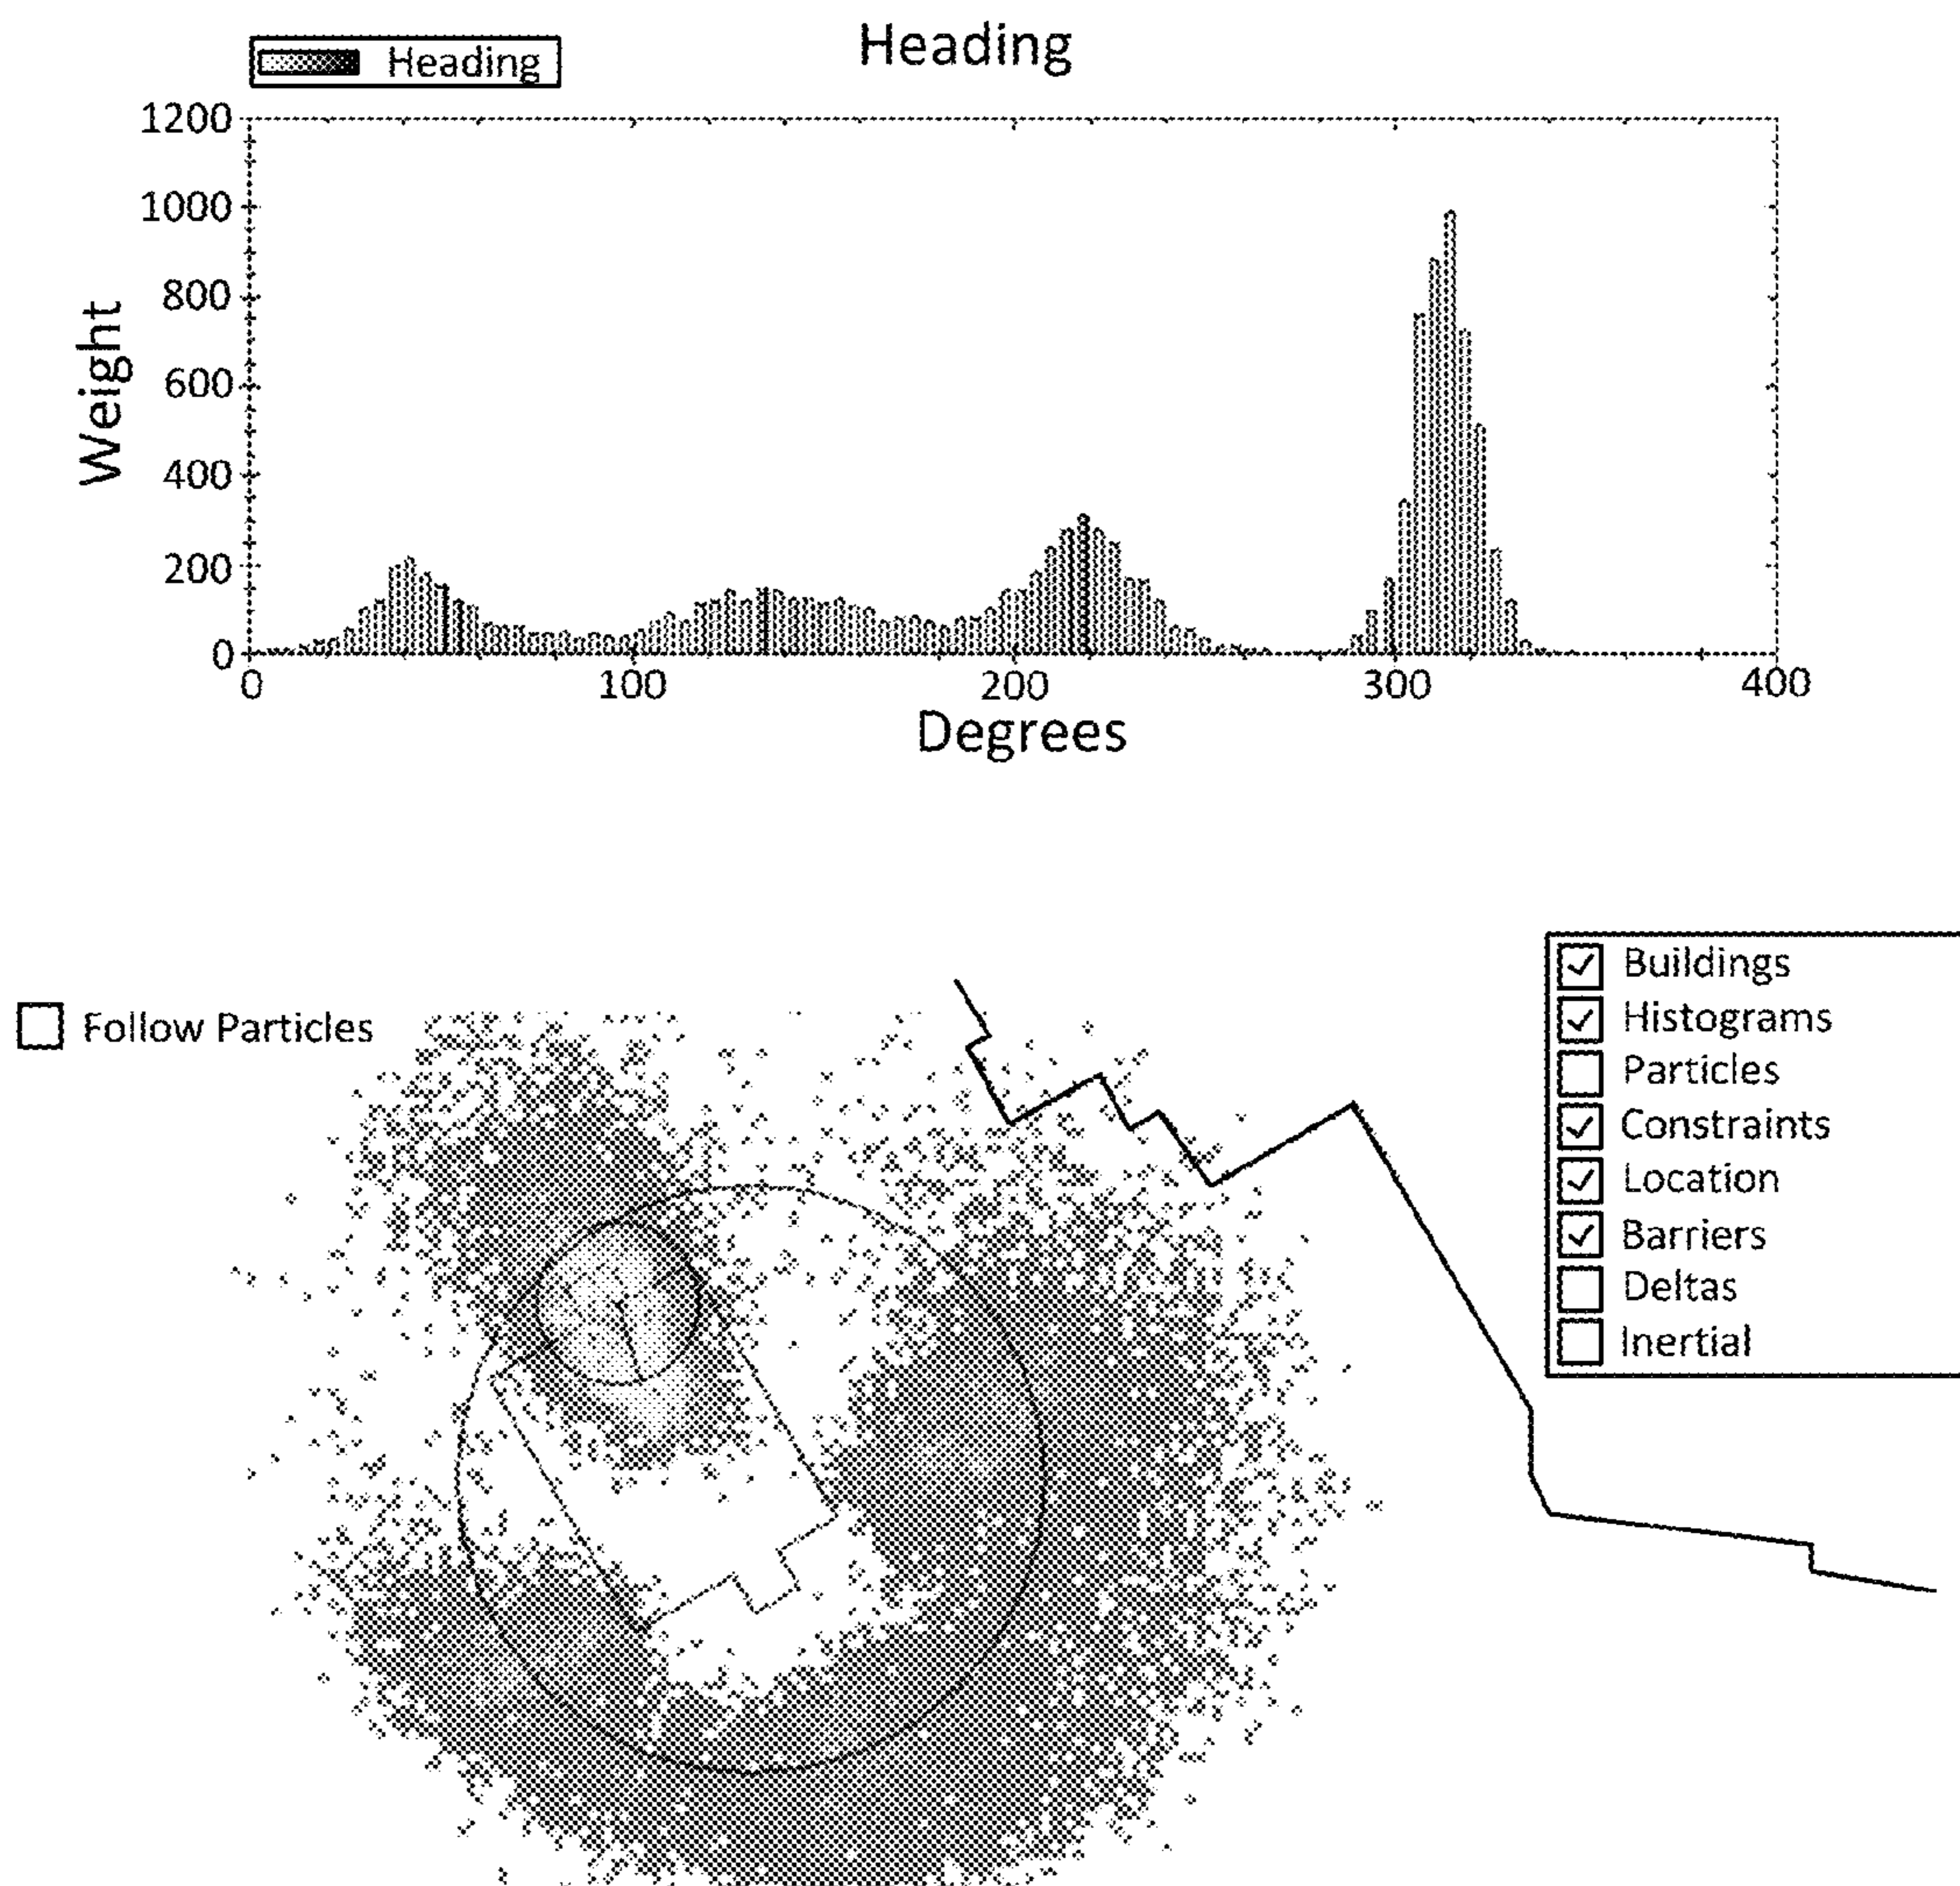 Heading
Heading
1200
1000
800
600
400
200
0
Weight
0 100 200 300 400
Degrees
Follow Particles
Buildings
Histograms
Particles
Constraints
Location
Barriers
Deltas
Inertial